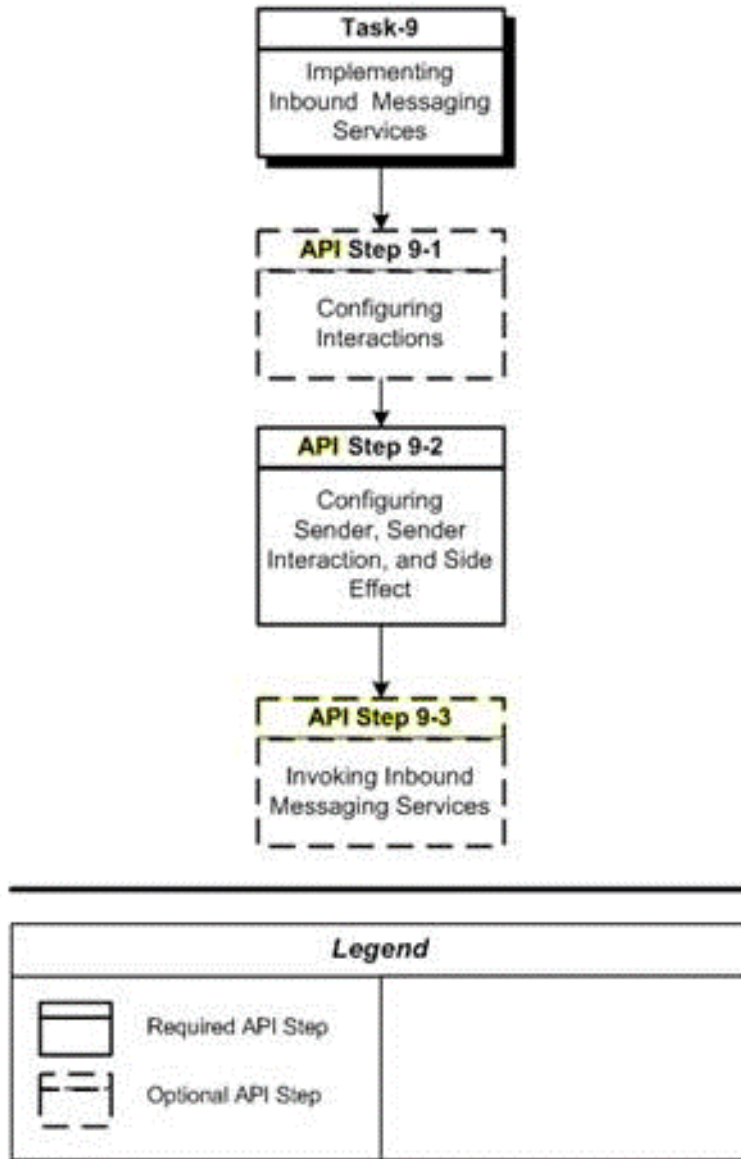 Task-9
Implementing
Inbound Messaging
Services
API Step 9-1
Configuring
Interactions
API Step 9-2
Configuring
Sender, Sender
Interaction, and Side
Effect
API Step 9-3
Invoking Inbound
Messaging Services
Legend
Required API Step
Optional API Step